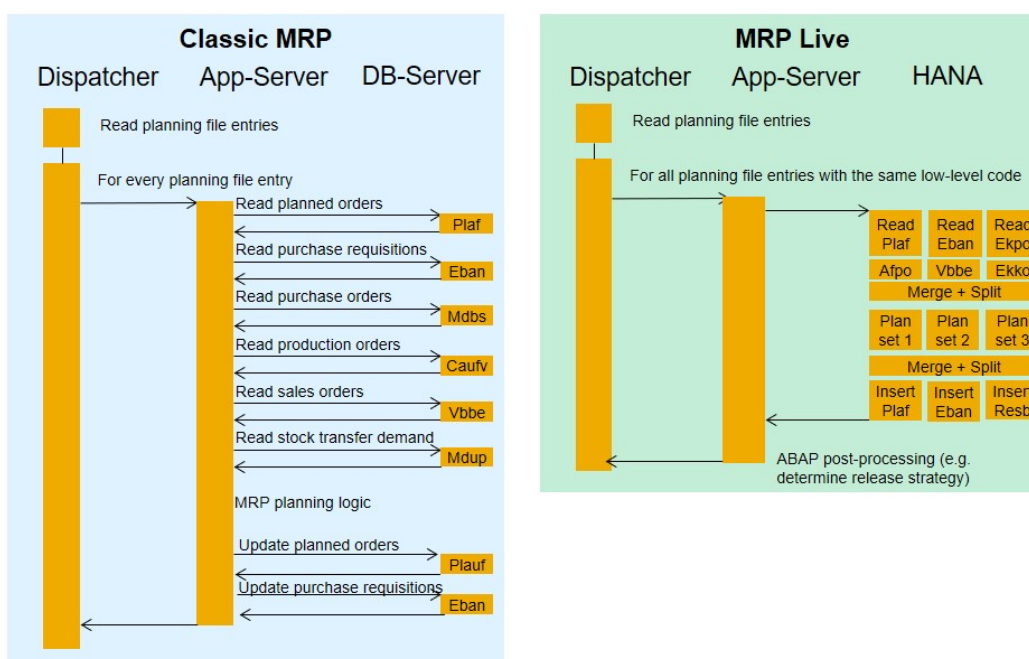 Classic MRP
Dispatcher App-Server DB-Server
Read planning file entries
For every planning file entry
Read planned orders
Plaf
Read purchase requisitions
Eban
Read purchase orders
Mdbs
Read production orders
Caufv
Read sales orders
Vbbe
Read stock transfer demand
Mdup
MRP planning logic
Update planned orders
Plauf
Update purchase requisitions
Eban
MRP Live
Dispatcher App-Server HANA
Read planning file entries
For all planning file entries with the same low-level code
Read Read Read
Plaf Eban Ekpo
Afpo Vbbe Ekko
Merge + Split
Plan Plan Plan
set 1 set 2 set 3
Merge + Split
Insert Insert Insert
Plaf Eban Resb
ABAP post-processing (e.g.
determine release strategy)